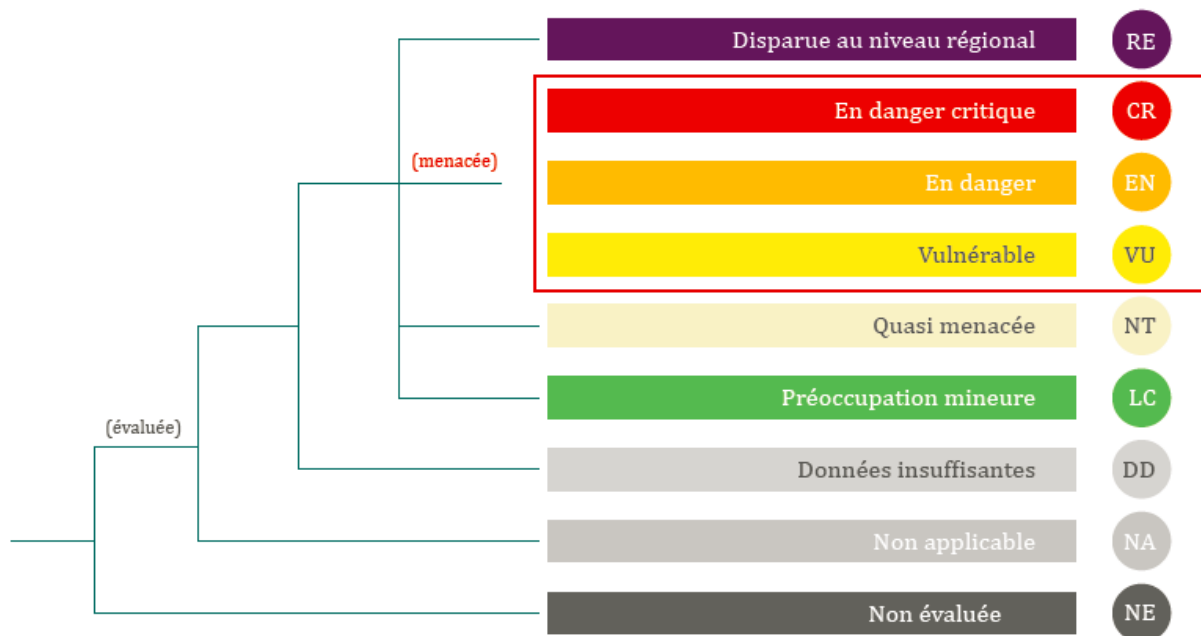 Disparue au niveau régional RE
En danger critique CR
(menacée)
En danger EN
Vulnérable VU
Quasi menacée NT
Préoccupation mineure LC
(évaluée)
Données insuffisantes DD
Non applicable NA
Non évaluée NE